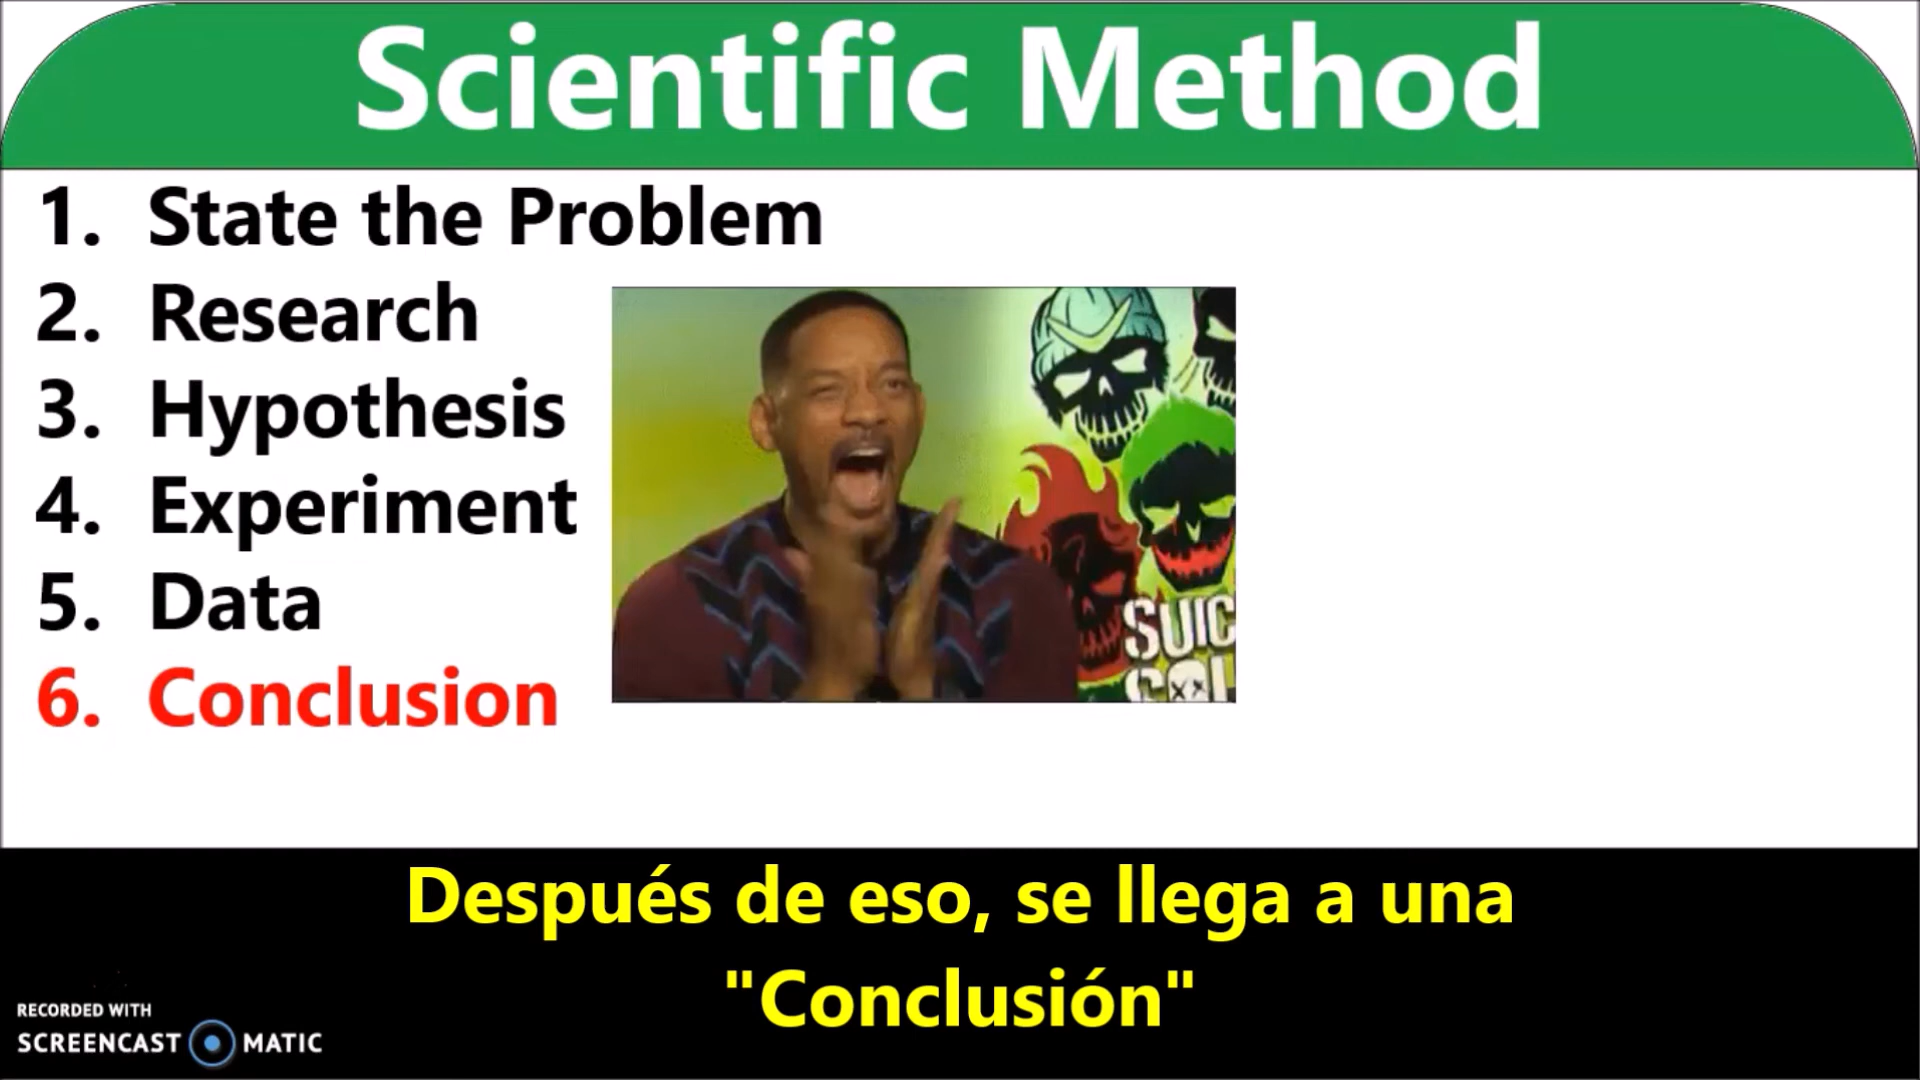 Scientific Method
1. State the Problem
2. Research
3. Hypothesis
4. Experiment
5. Data
6. Conclusion
SUIC
Después de eso, se llega a una
"Conclusión"
RECORDED WITH
SCREENCAST MATIC